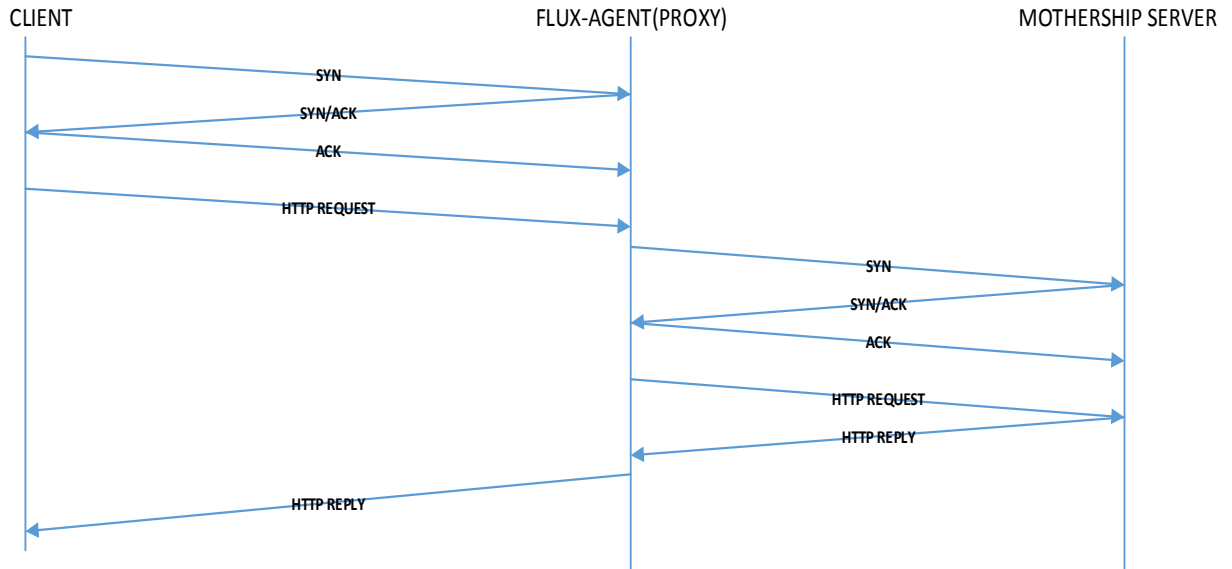 CLIENT
FLUX-AGENT(PROXY)
MOTHERSHIP SERVER
SYN
SYN/ACK
ACK
HTTP REQUEST
SYN
SYN/ACK
ACK
HTTP REQUEST
HTTP REPLY
HTTP REPLY